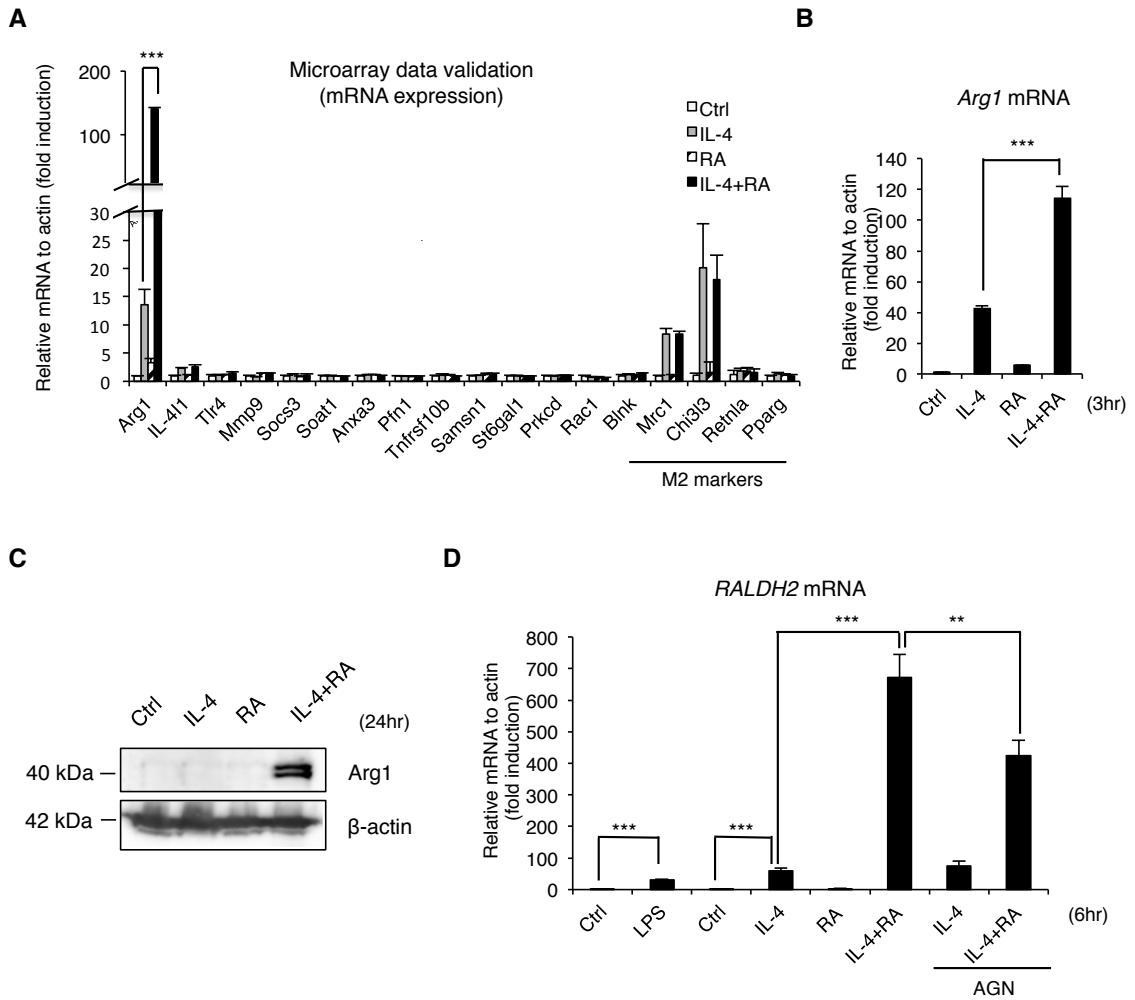 A
Microarray data validation
(mRNA expression)
***
Relative mRNA to actin (fold induction)
200
100
30
25
20
15
10
5
0
Ctrl
IL-4
RA
IL-4+RA
Arg1
IL-4I1
Tlr4
Mmp9
Socs3
Soat1
Anxa3
Pfn1
Tnfrsf10b
Samsn1
St6gal1
Prkcd
Rac1
Blnk
Mrc1
Chi3l3
Retnla
Pparg
M2 markers
B
Arg1 mRNA
***
Relative mRNA to actin
(fold induction)
140
120
100
80
60
40
20
0
Ctrl
IL-4
RA
IL-4+RA
(3hr)
C
Ctrl
IL-4
RA
IL-4+RA
(24hr)
40 kDa
Arg1
42 kDa
β-actin
D
RALDH2 mRNA
Relative mRNA to actin
(fold induction)
800
700
600
500
400
300
200
100
0
***
***
***
**
Ctrl
LPS
Ctrl
IL-4
RA
IL-4+RA
IL-4
IL-4+RA
(6hr)
AGN